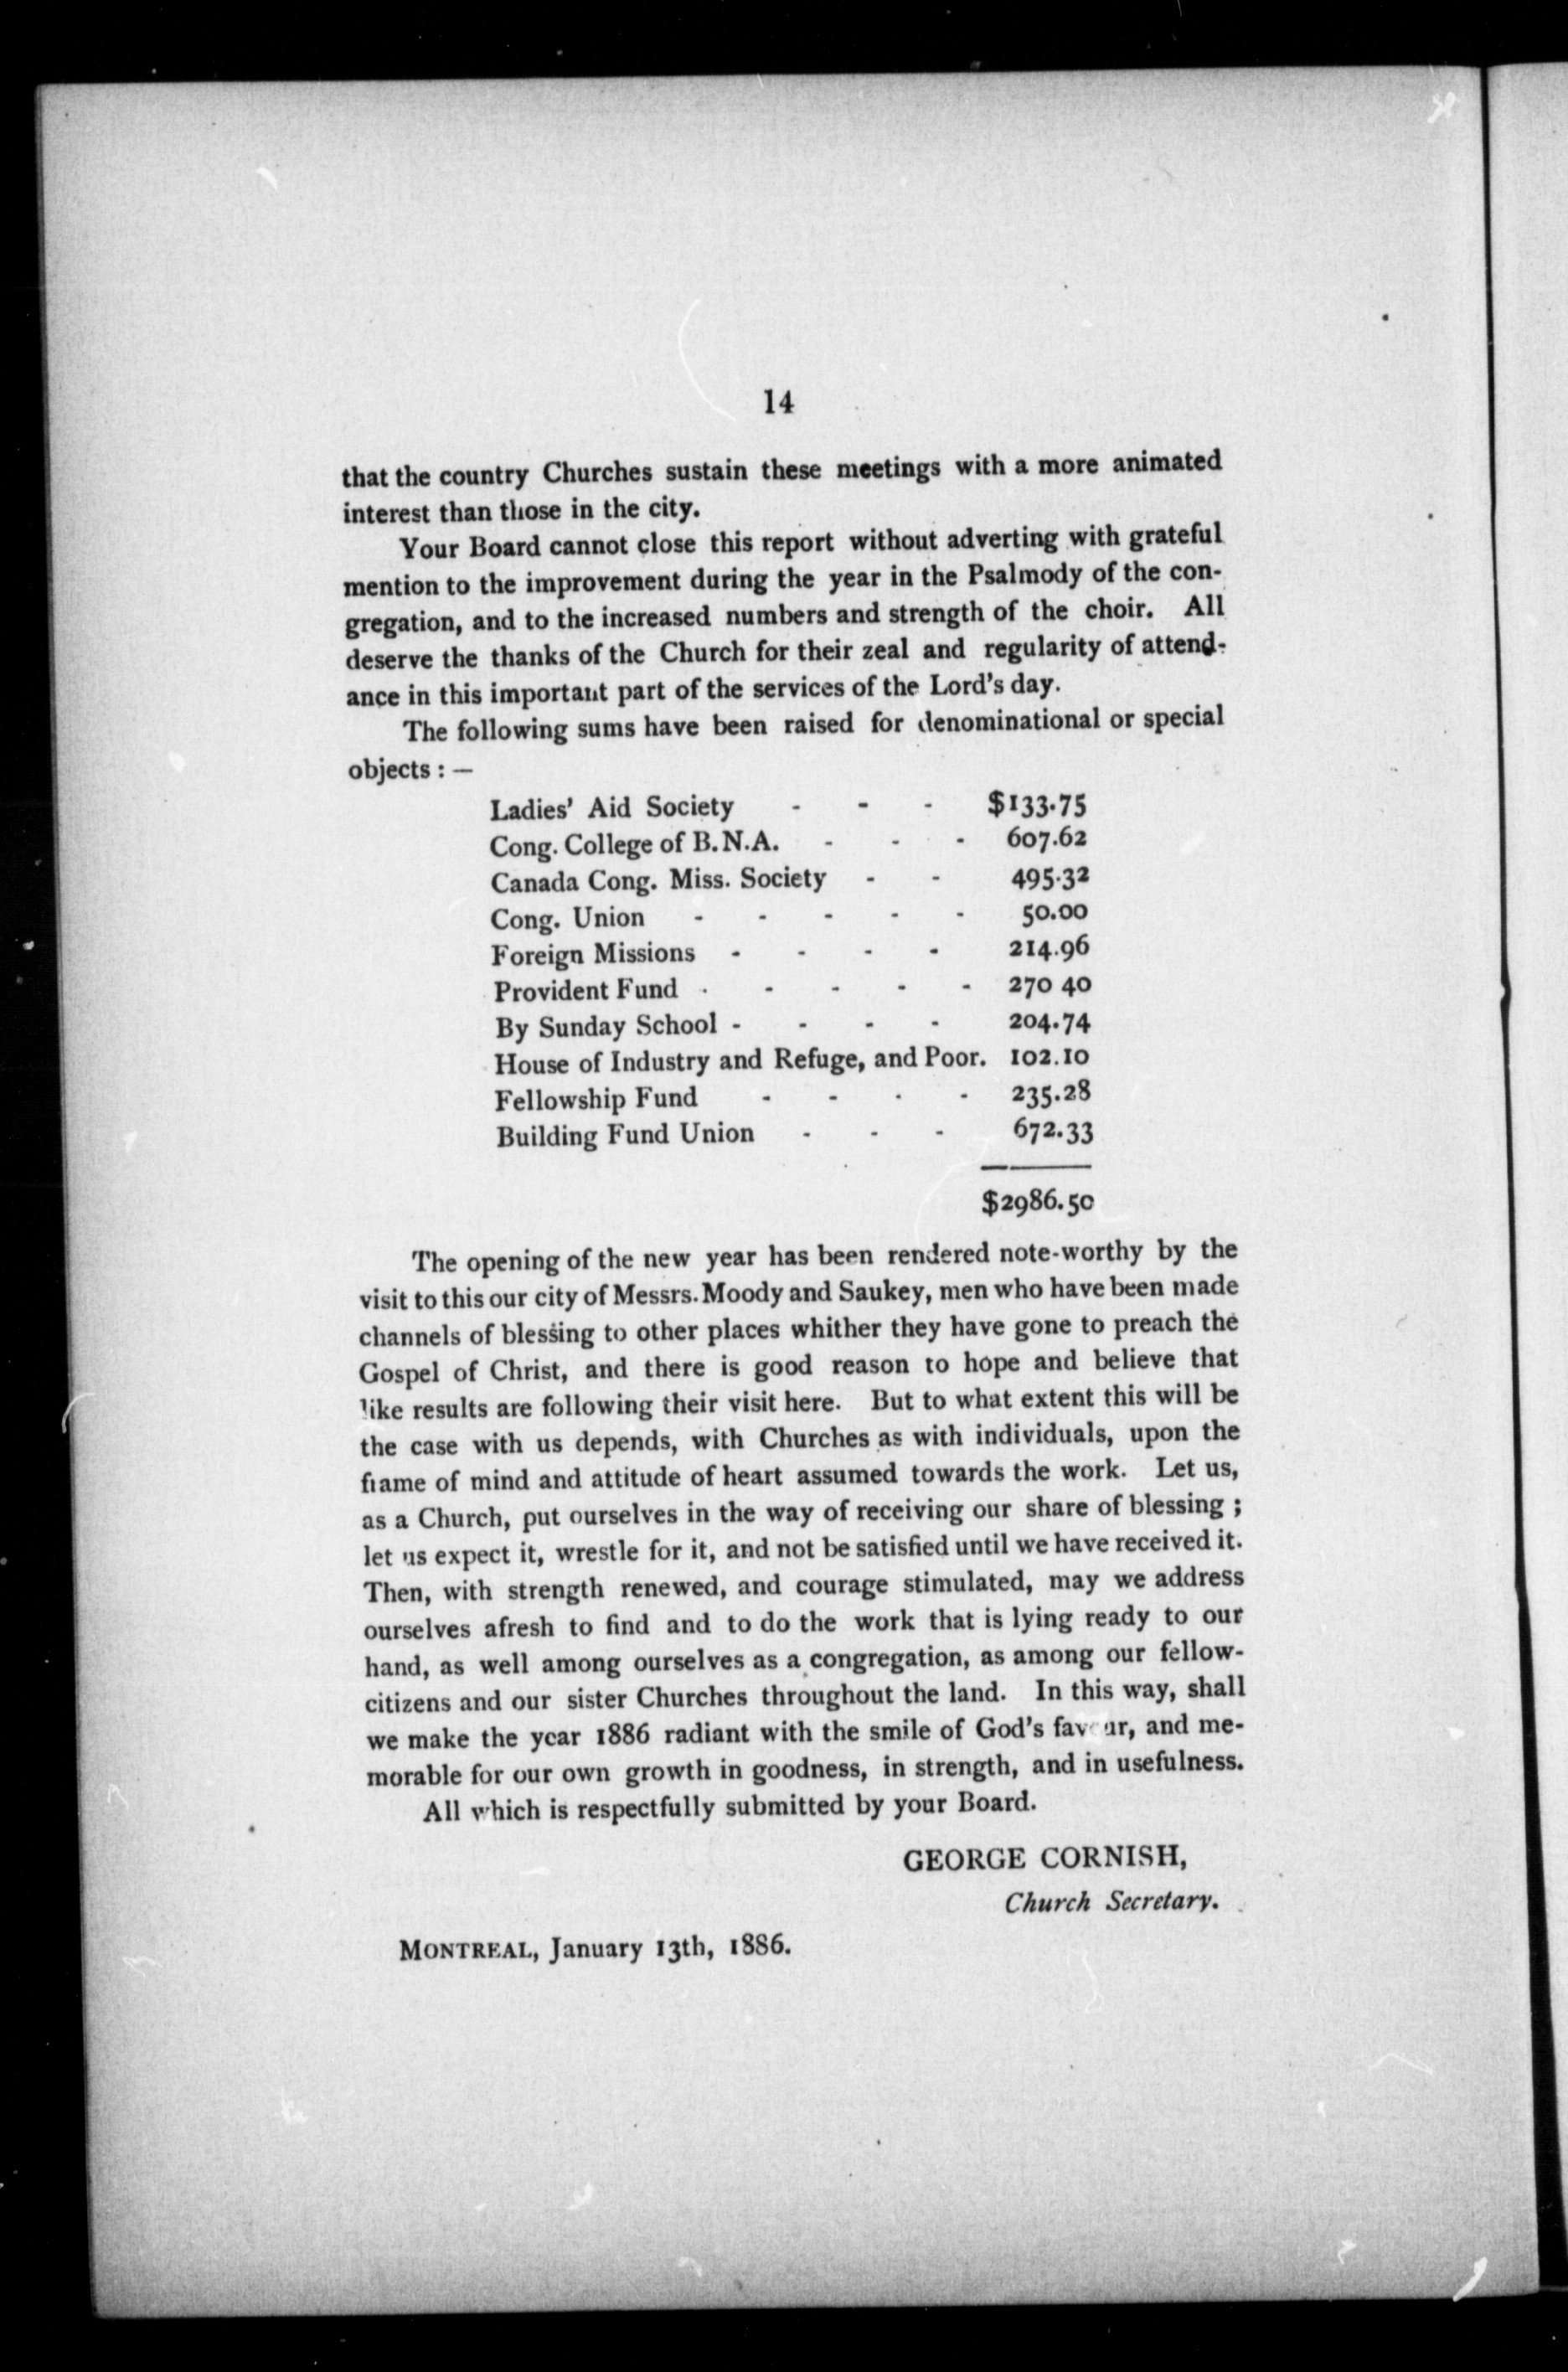 14
that the country Churches sustain these meetings with a more animated
interest than those in the city.
Your Board cannot close this report without adverting with grateful
mention to the improvement during the year in the Psalmody of the con-
gregation, and to the increased numbers and strength of the choir. All
deserve the thanks of the Church for their zeal and regularity of attend-
ance in this important part of the services of the Lord's day.
The following sums have been raised for denominational or special
objects : —
Ladies' Aid Society - - - $133.75
Cong. College of B.N.A. - - - 607.62
Canada Cong. Miss. Society - - 495.32
Cong. Union - - - - - 50.00
Foreign Missions - - - - 214.96
Provident Fund - - - - - 270 40
By Sunday School - - - - 204.74
House of Industry and Refuge, and Poor. 102.10
Fellowship Fund - - - - 235.28
Building Fund Union - - - 672.33
$2986.50
The opening of the new year has been rendered note-worthy by the
visit to this our city of Messrs. Moody and Saukey, men who have been made
channels of blessing to other places whither they have gone to preach the
Gospel of Christ, and there is good reason to hope and believe that
like results are following their visit here. But to what extent this will be
the case with us depends, with Churches as with individuals, upon the
frame of mind and attitude of heart assumed towards the work. Let us,
as a Church, put ourselves in the way of receiving our share of blessing ;
let us expect it, wrestle for it, and not be satisfied until we have received it.
Then, with strength renewed, and courage stimulated, may we address
ourselves afresh to find and to do the work that is lying ready to our
hand, as well among ourselves as a congregation, as among our fellow-
citizens and our sister Churches throughout the land. In this way, shall
we make the year 1886 radiant with the smile of God's favour, and me-
morable for our own growth in goodness, in strength, and in usefulness.
All which is respectfully submitted by your Board.
GEORGE CORNISH,
Church Secretary.
MONTREAL, January 13th, 1886.